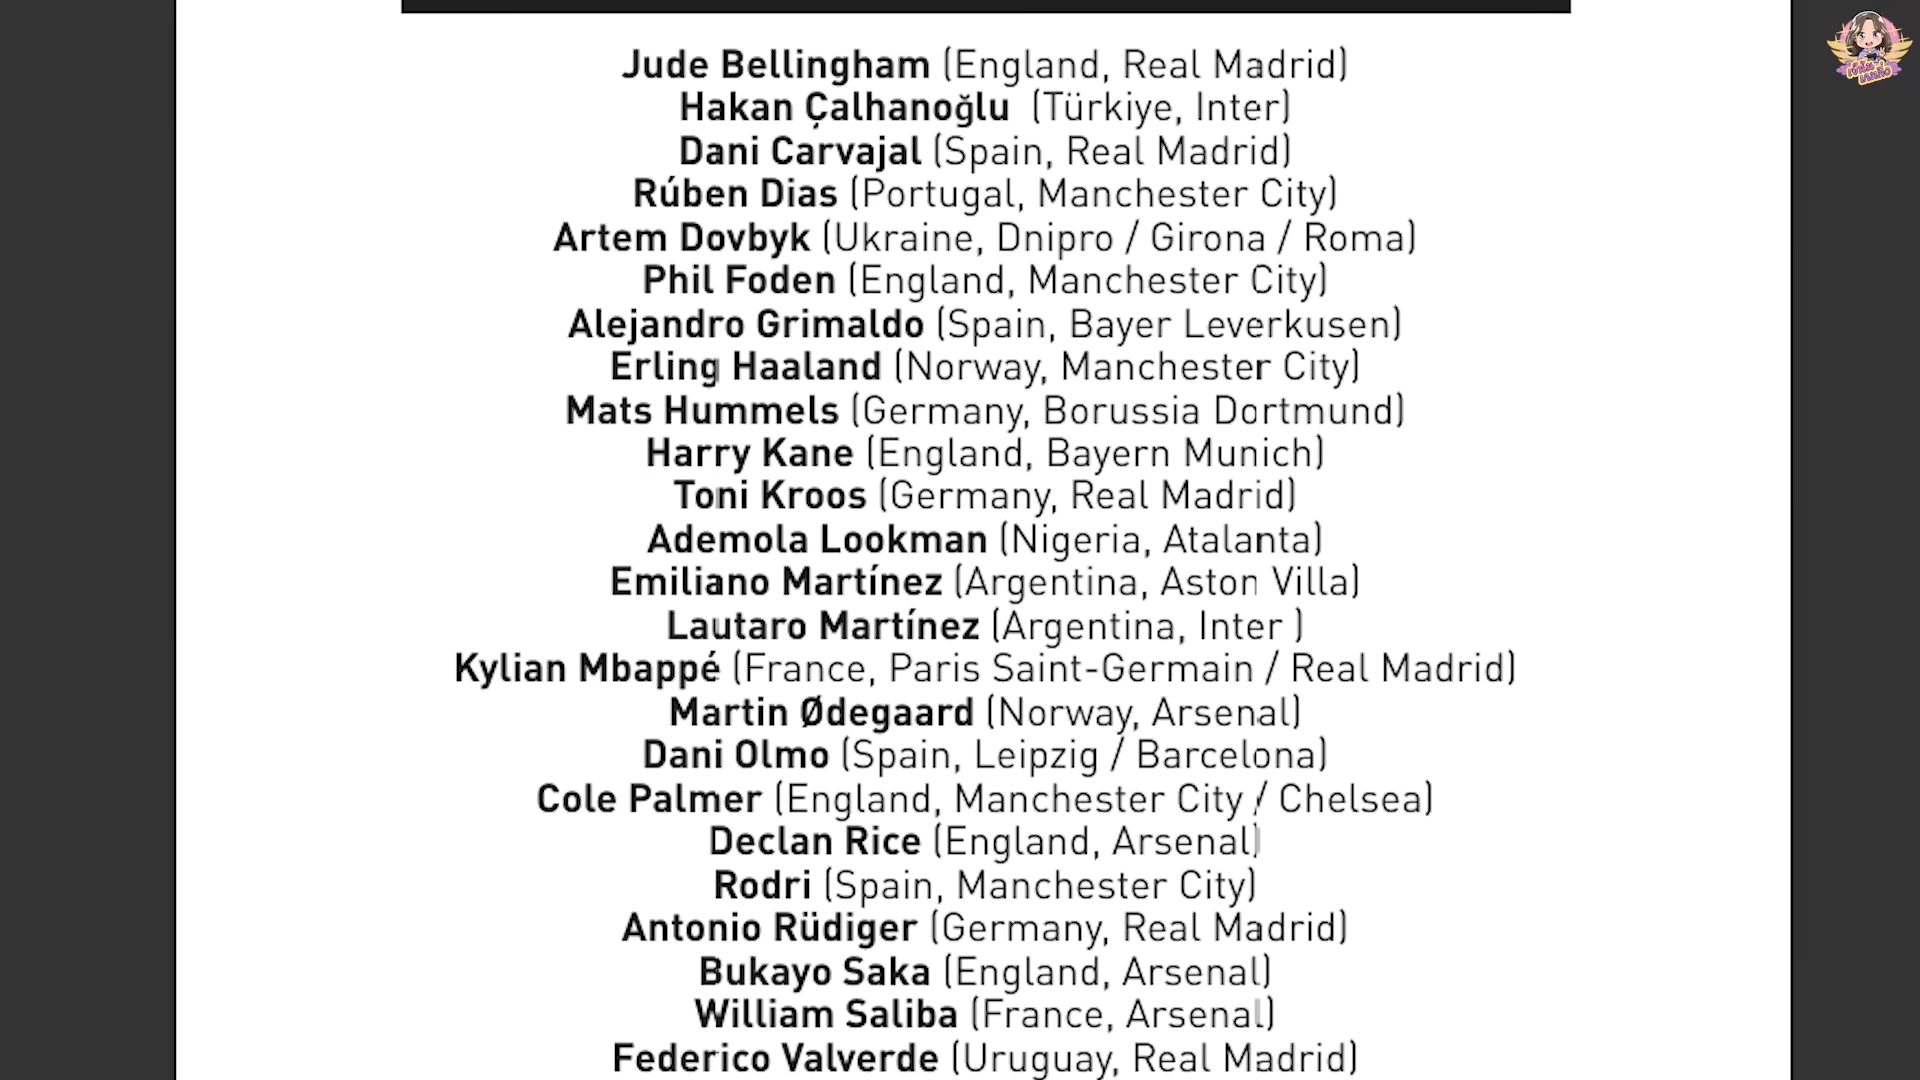 Jude Bellingham (England, Real Madrid)
Hakan Çalhanoğlu (Türkiye, Inter)
Dani Carvajal (Spain, Real Madrid)
Rúben Dias (Portugal, Manchester City)
Artem Dovbyk (Ukraine, Dnipro / Girona / Roma)
Phil Foden (England, Manchester City)
Alejandro Grimaldo (Spain, Bayer Leverkusen)
Erling Haaland (Norway, Manchester City)
Mats Hummels (Germany, Borussia Dortmund)
Harry Kane (England, Bayern Munich)
Toni Kroos (Germany, Real Madrid)
Ademola Lookman (Nigeria, Atalanta)
Emiliano Martínez (Argentina, Aston Villa)
Lautaro Martínez (Argentina, Inter )
Kylian Mbappé (France, Paris Saint-Germain / Real Madrid)
Martin Ødegaard (Norway, Arsenal)
Dani Olmo (Spain, Leipzig / Barcelona)
Cole Palmer (England, Manchester City / Chelsea)
Declan Rice (England, Arsenal)
Rodri (Spain, Manchester City)
Antonio Rüdiger (Germany, Real Madrid)
Bukayo Saka (England, Arsenal)
William Saliba (France, Arsenal)
Federico Valverde (Uruguay, Real Madrid)